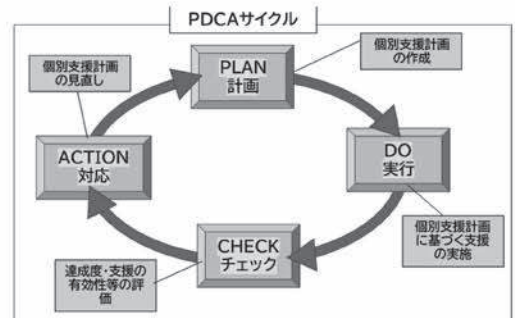 PDCAサイクル
PLAN
計画
個別支援計画
の作成
DO
実行
個別支援計画
に基づく支援
の実施
CHECK
チェック
達成度・支援の
有効性等の評
価
ACTION
対応
個別支援計画
の見直し